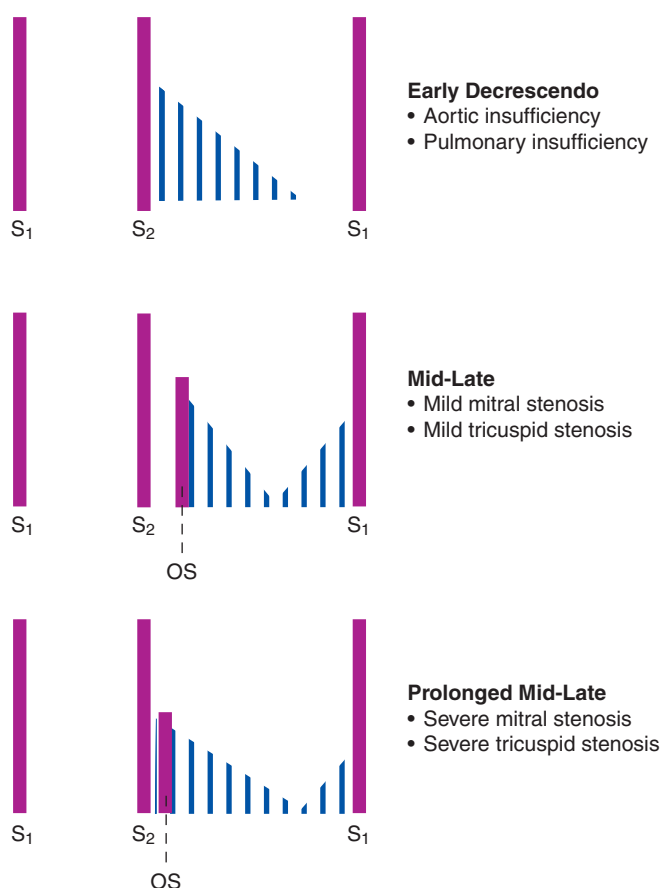 Early Decrescendo
• Aortic insufficiency
• Pulmonary insufficiency
S₁ S₂ S₁
Mid-Late
• Mild mitral stenosis
• Mild tricuspid stenosis
S₁ S₂ S₁
OS
Prolonged Mid-Late
• Severe mitral stenosis
• Severe tricuspid stenosis
S₁ S₂ S₁
OS